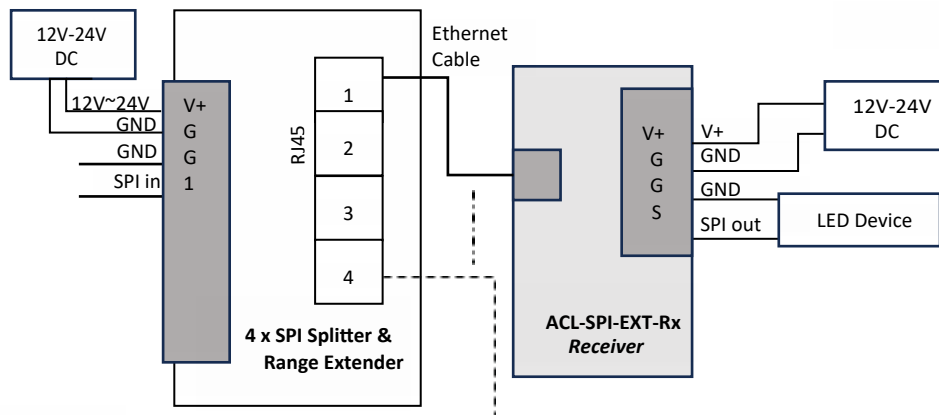 12V-24V
DC
12V~24V
GND
GND
SPI in
V+
G
G
1
RJ45
1
2
3
4
4 x SPI Splitter &
Range Extender
Ethernet
Cable
V+
G
G
S
V+
GND
GND
SPI out
12V-24V
DC
LED Device
ACL-SPI-EXT-Rx
Receiver